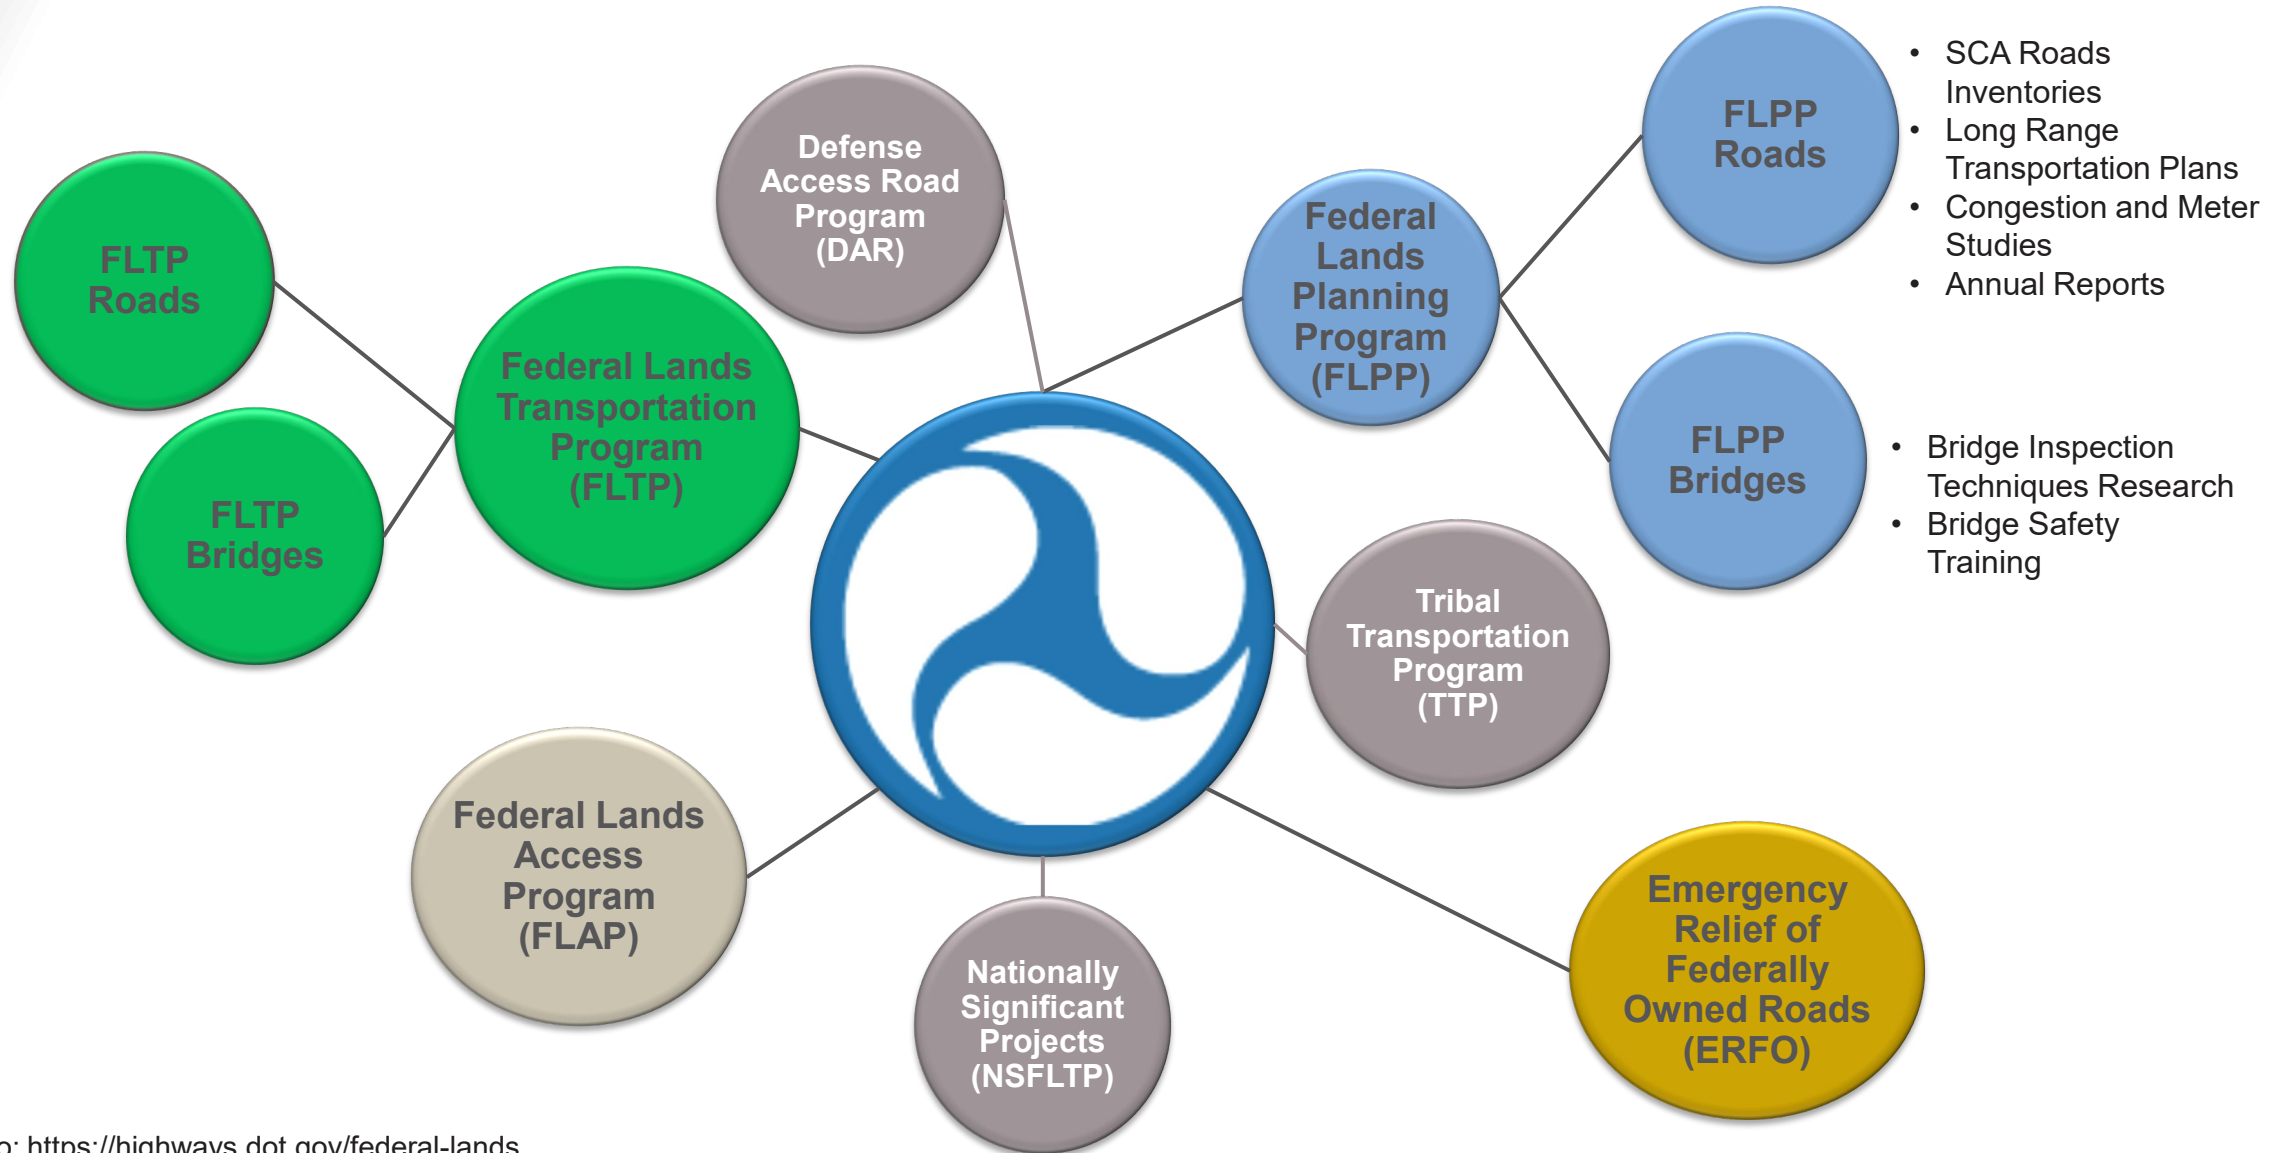 FLTP
Roads
FLTP
Bridges
Federal Lands
Transportation
Program
(FLTP)
Defense
Access Road
Program
(DAR)
Federal
Lands
Planning
Program
(FLPP)
FLPP
Roads
• SCA Roads
Inventories
• Long Range
Transportation Plans
• Congestion and Meter
Studies
• Annual Reports
FLPP
Bridges
• Bridge Inspection
Techniques Research
• Bridge Safety
Training
Tribal
Transportation
Program
(TTP)
Federal Lands
Access
Program
(FLAP)
Nationally
Significant
Projects
(NSFLTP)
Emergency
Relief of
Federally
Owned Roads
(ERFO)
https://highways.dot.gov/federal-lands